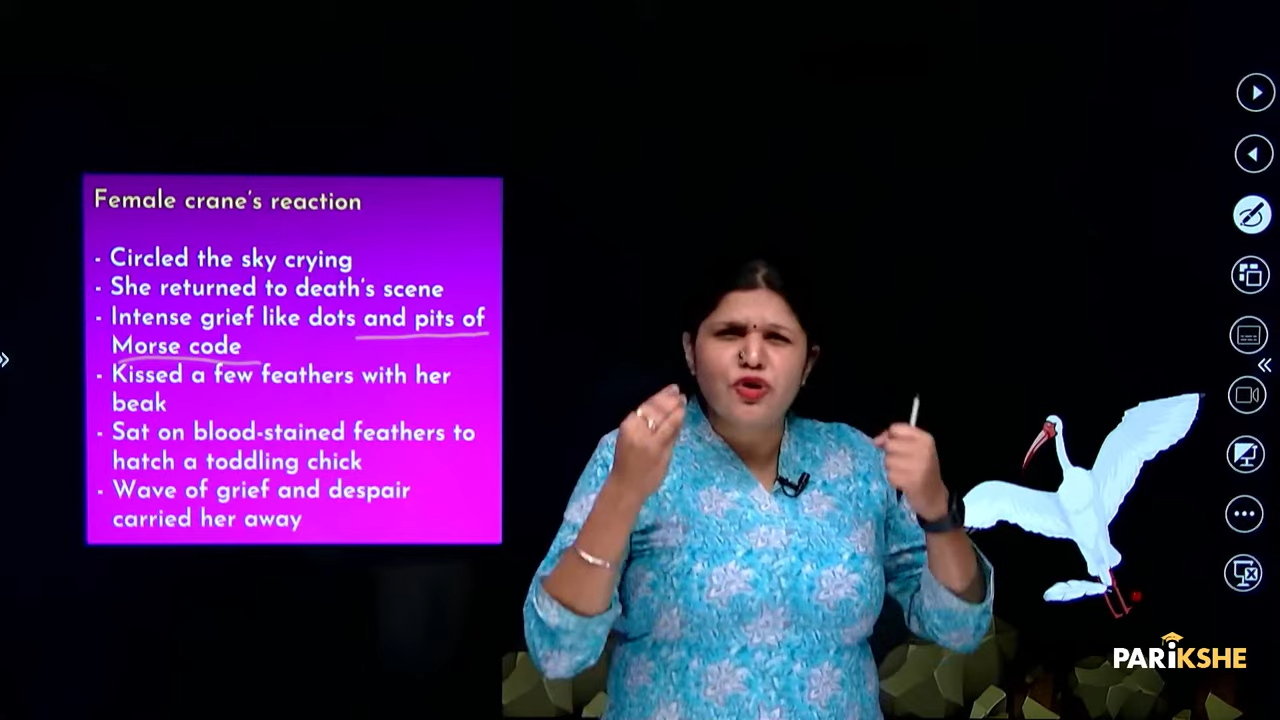 Female crane's reaction
- Circled the sky crying
- She returned to death's scene
- Intense grief like dots and pits of
Morse code
- Kissed a few feathers with her
beak
- Sat on blood-stained feathers to
hatch a toddling chick
- Wave of grief and despair
carried her away
PARIKSHE